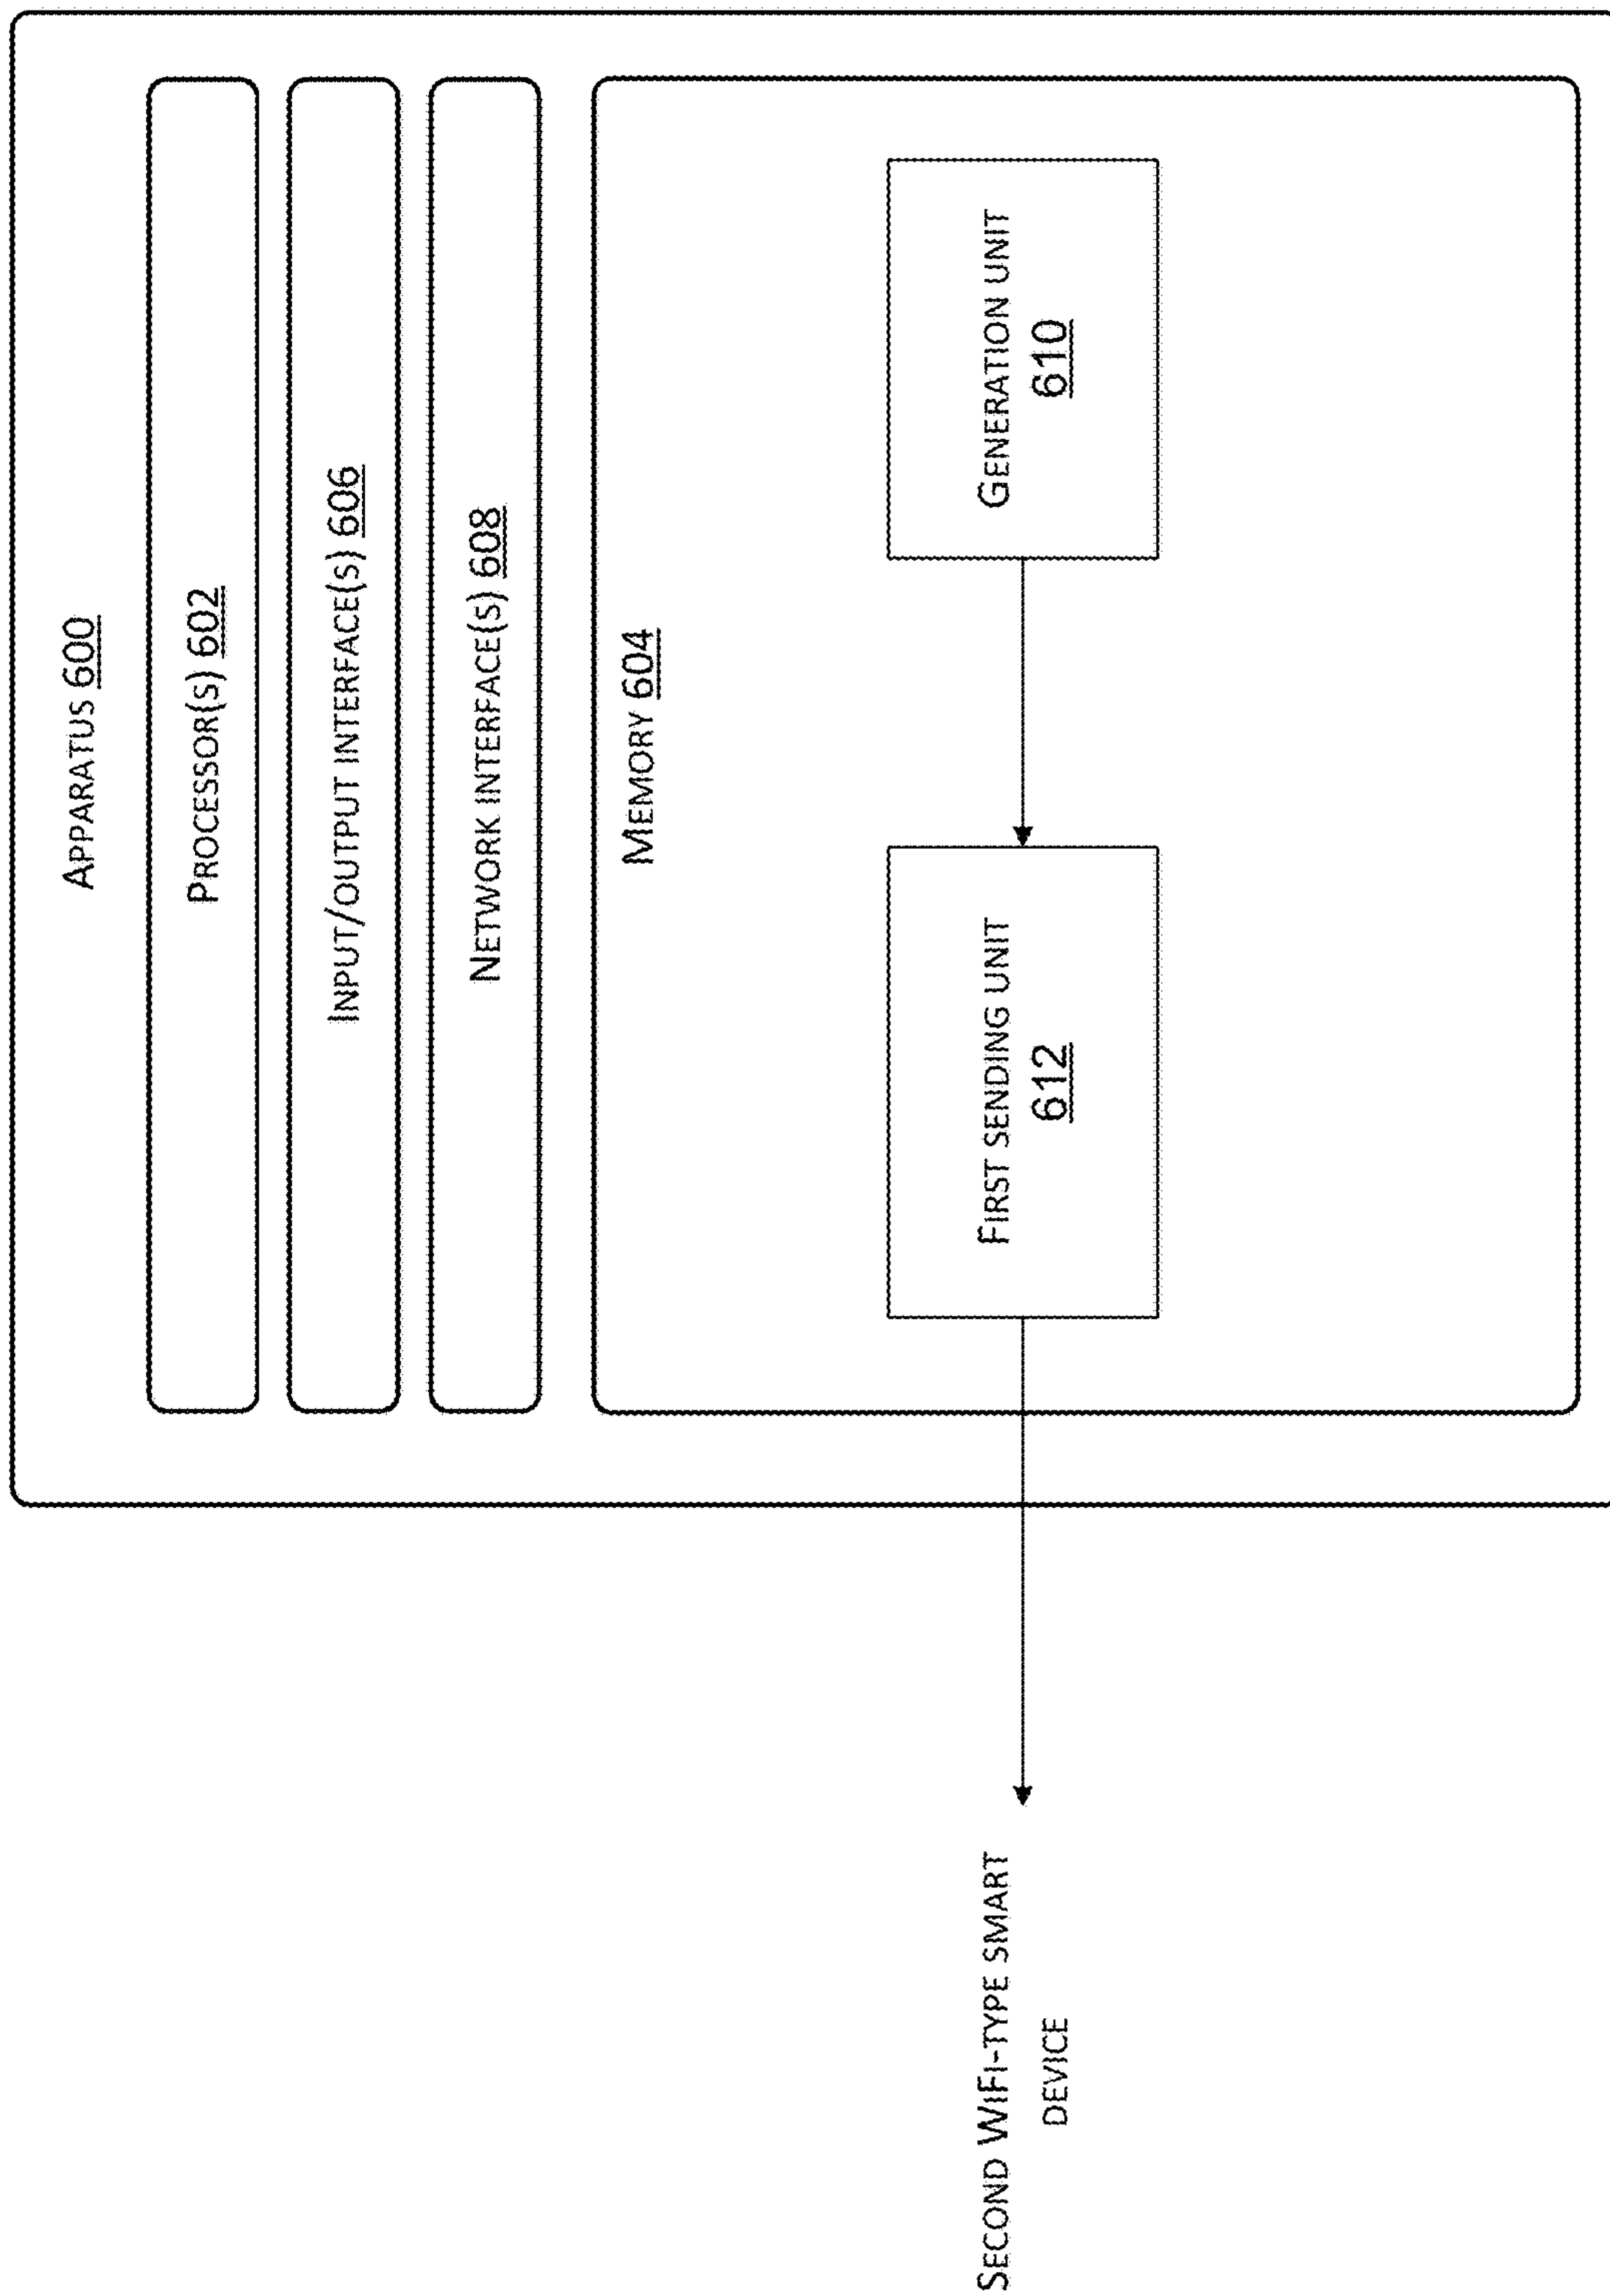 APPARATUS 600
PROCESSOR(S) 602
INPUT/OUTPUT INTERFACE(S) 606
NETWORK INTERFACE(S) 608
MEMORY 604
SECOND WIFI-TYPE SMART
DEVICE
FIRST SENDING UNIT
612
GENERATION UNIT
610